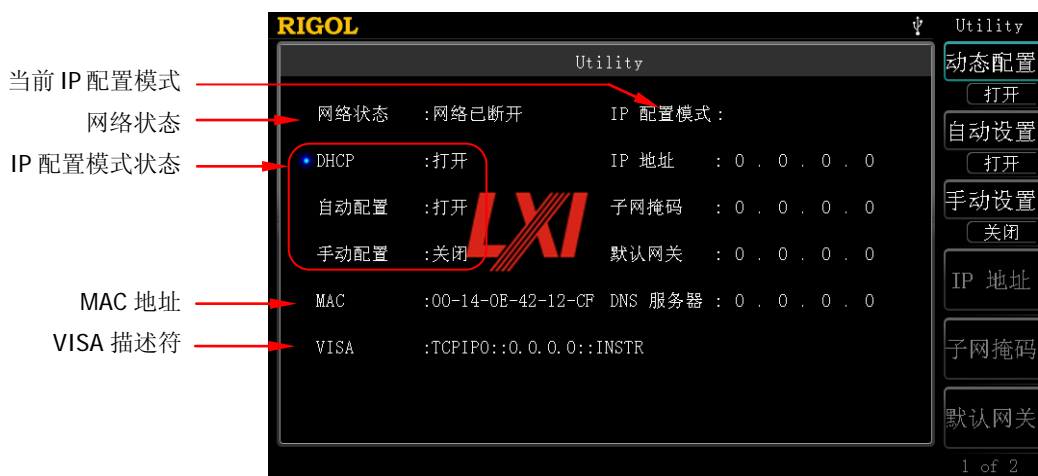 RIGOL
Utility
Utility
当前 IP 配置模式
网络状态
IP 配置模式状态
MAC 地址
VISA 描述符
网络状态 :网络已断开 IP 配置模式 :
DHCP :打开 IP 地址 : 0 . 0 . 0 . 0
自动配置 :打开 子网掩码 : 0 . 0 . 0 . 0
手动配置 :关闭 默认网关 : 0 . 0 . 0 . 0
MAC :00-14-0E-42-12-CF DNS 服务器 : 0 . 0 . 0 . 0
VISA :TCPIP0::0.0.0.0::INSTR
LXI
动态配置
打开
自动设置
打开
手动设置
关闭
IP 地址
子网掩码
默认网关
1 of 2